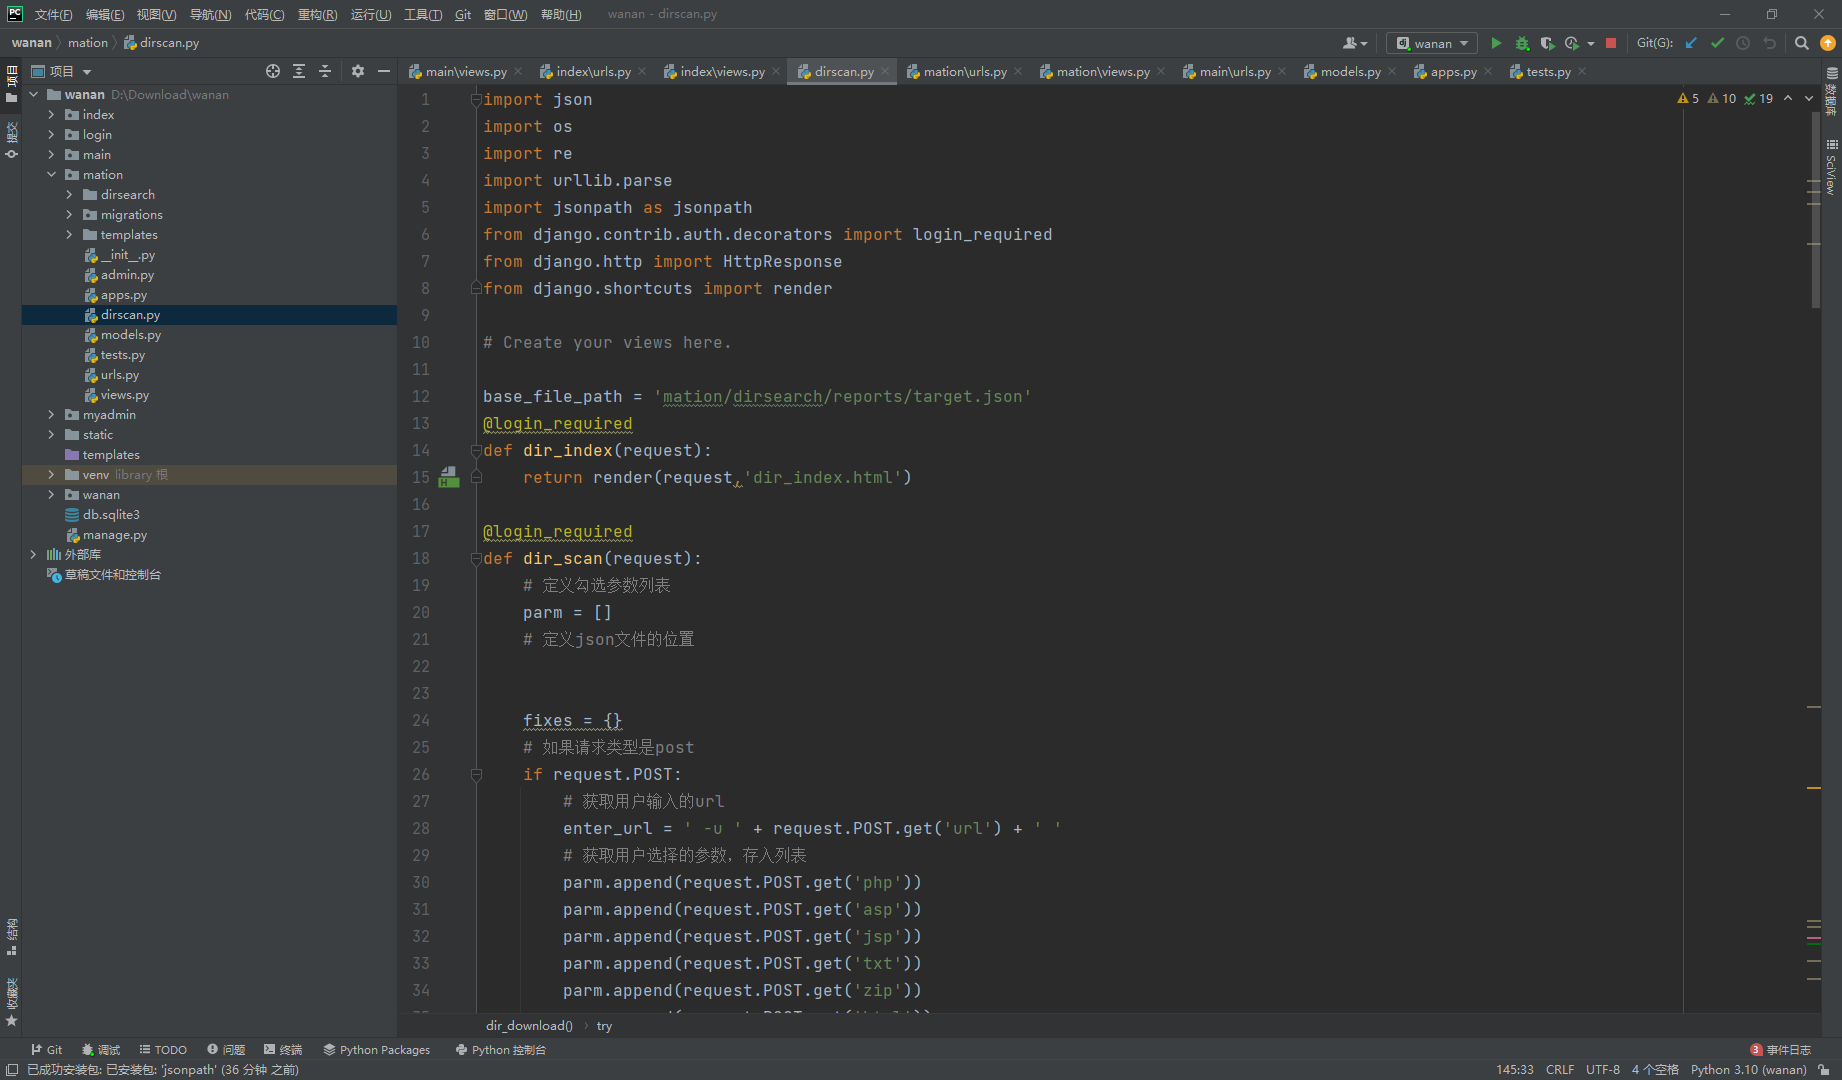 PC 文件(F) 编辑(E) 视图(V) 导航(N) 代码(C) 重构(R) 运行(U) 工具(T) Git 窗口(W) 帮助(H) wanan - dirscan.py
wanan mation dirscan.py
wanan Git(G):
项目
main\views.py index\urls.py index\views.py dirscan.py mation\urls.py mation\views.py main\urls.py models.py apps.py tests.py
项目
提交
结构
收藏夹
wanan D:\Download\wanan
index
login
main
mation
dirsearch
migrations
templates
__init__.py
admin.py
apps.py
dirscan.py
models.py
tests.py
urls.py
views.py
myadmin
static
templates
venv library 根
wanan
db.sqlite3
manage.py
外部库
草稿文件和控制台
5 10 19
数据库
SciView
1 import json
2 import os
3 import re
4 import urllib.parse
5 import jsonpath as jsonpath
6 from django.contrib.auth.decorators import login_required
7 from django.http import HttpResponse
8 from django.shortcuts import render
9
10 # Create your views here.
11
12 base_file_path = 'mation/dirsearch/reports/target.json'
13 @login_required
14 def dir_index(request):
15 return render(request,'dir_index.html')
16
17 @login_required
18 def dir_scan(request):
19 # 定义勾选参数列表
20 parm = []
21 # 定义json文件的位置
22
23
24 fixes = {}
25 # 如果请求类型是post
26 if request.POST:
27 # 获取用户输入的url
28 enter_url = ' -u ' + request.POST.get('url') + ' '
29 # 获取用户选择的参数，存入列表
30 parm.append(request.POST.get('php'))
31 parm.append(request.POST.get('asp'))
32 parm.append(request.POST.get('jsp'))
33 parm.append(request.POST.get('txt'))
34 parm.append(request.POST.get('zip'))
dir_download() try
Git 调试 TODO 问题 终端 Python Packages Python 控制台 3 事件日志
已成功安装包: 已安装包: 'jsonpath' (36 分钟 之前) 145:33 CRLF UTF-8 4 个空格 Python 3.10 (wanan)